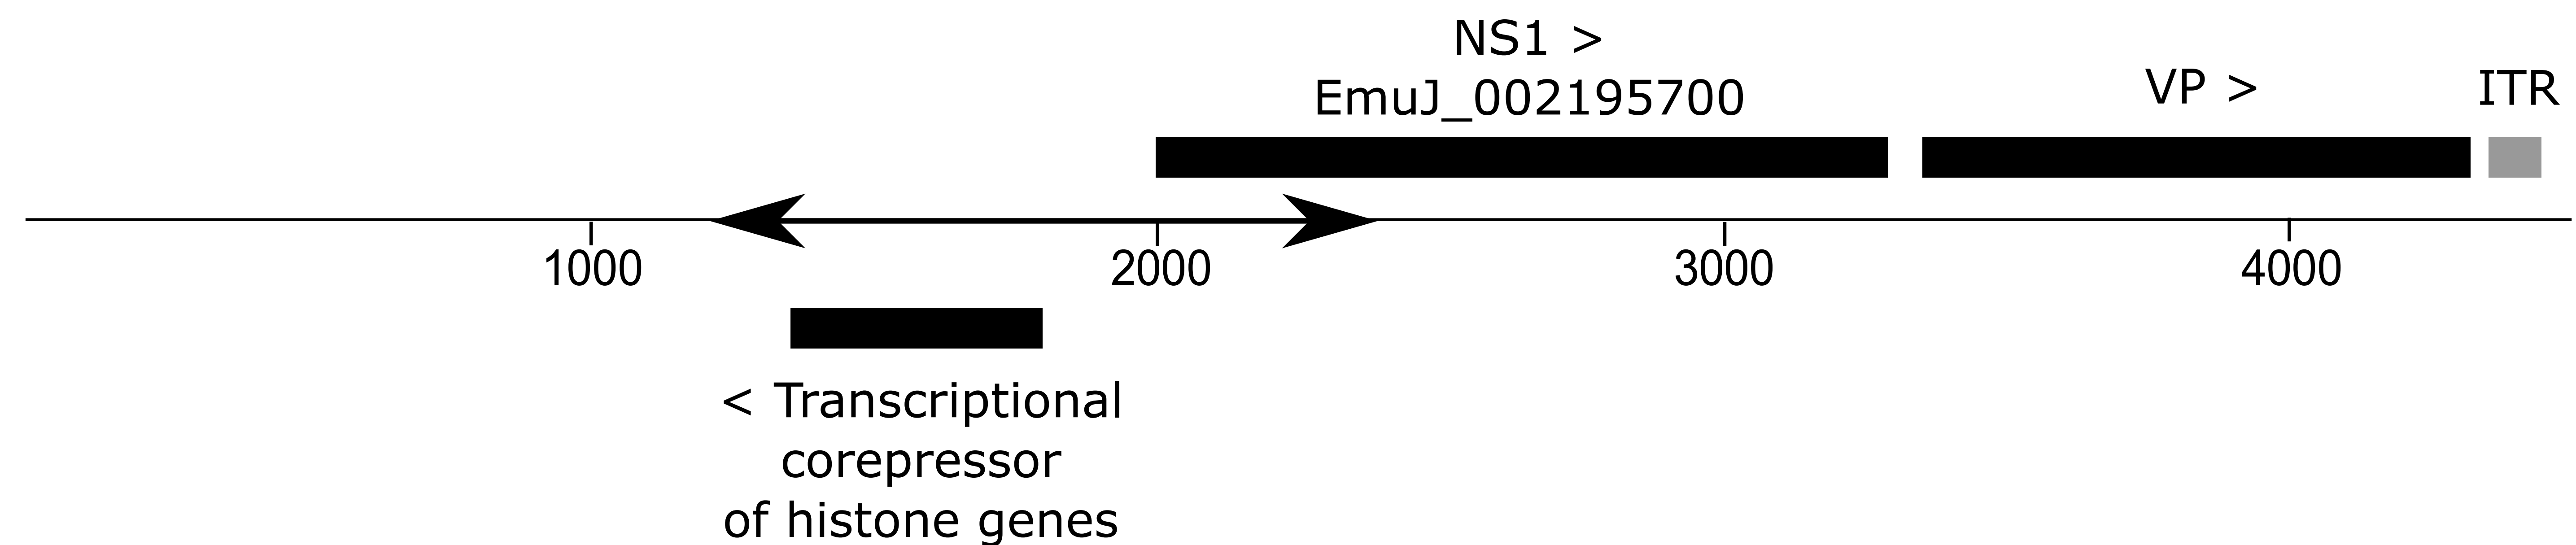 NS1 >
EmuJ_002195700
VP >
ITR
1000
2000
3000
4000
< Transcriptional
corepressor
of histone genes